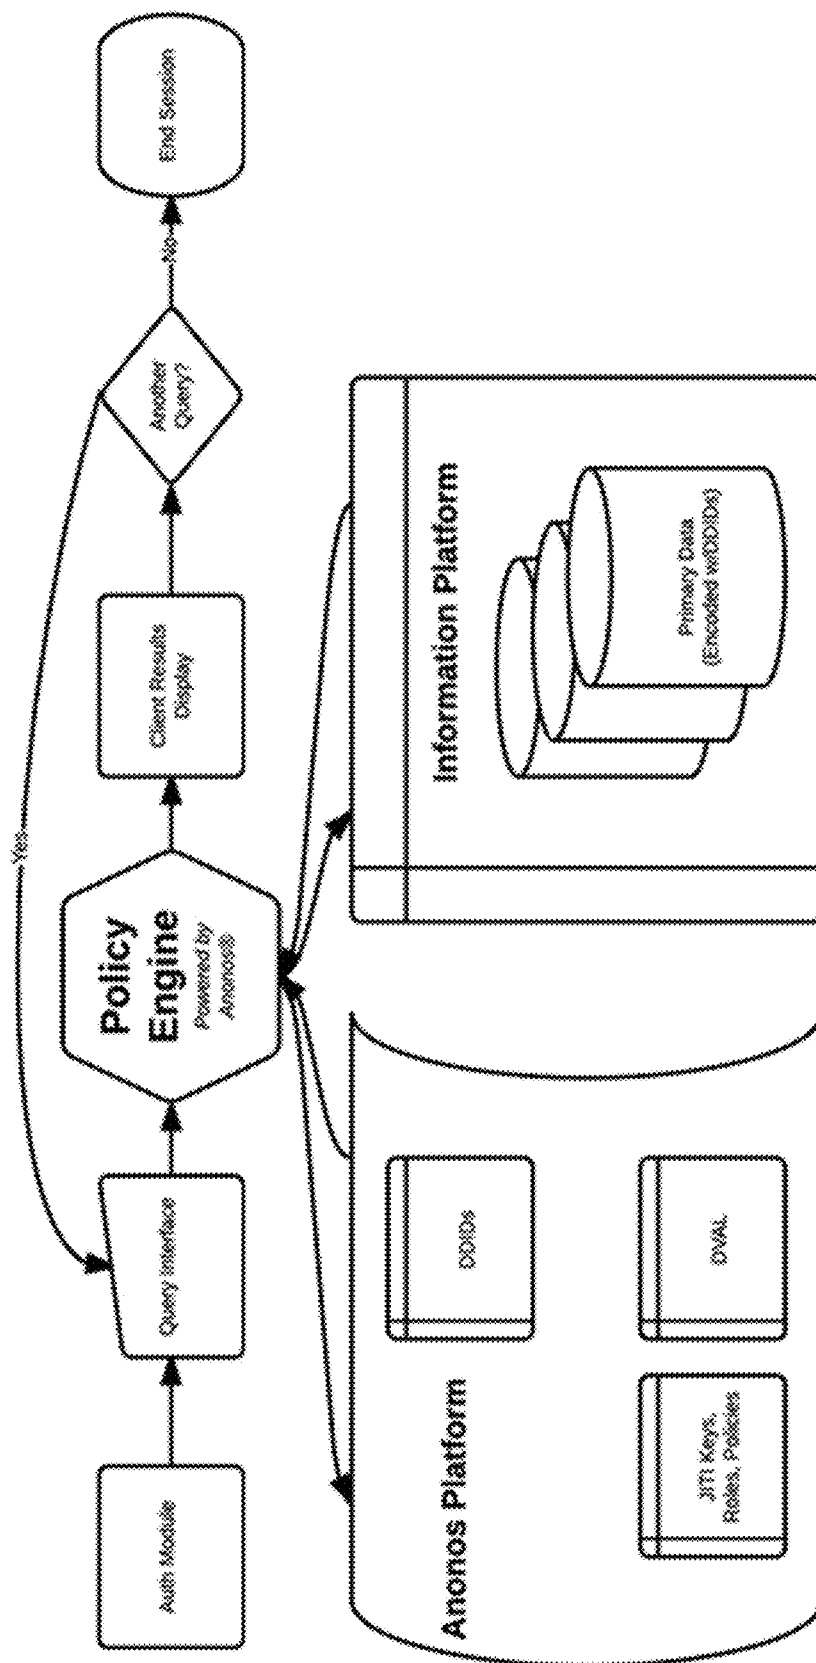 Auth Module
Query Interface
Policy
Engine
Powered by
Anonos®
Client Results
Display
Another
Query?
No
End Session
Yes
Anonos Platform
DDIDs
JITI Keys,
Roles, Policies
DVAL
Information Platform
Primary Data
(Encoded w/DDIDs)